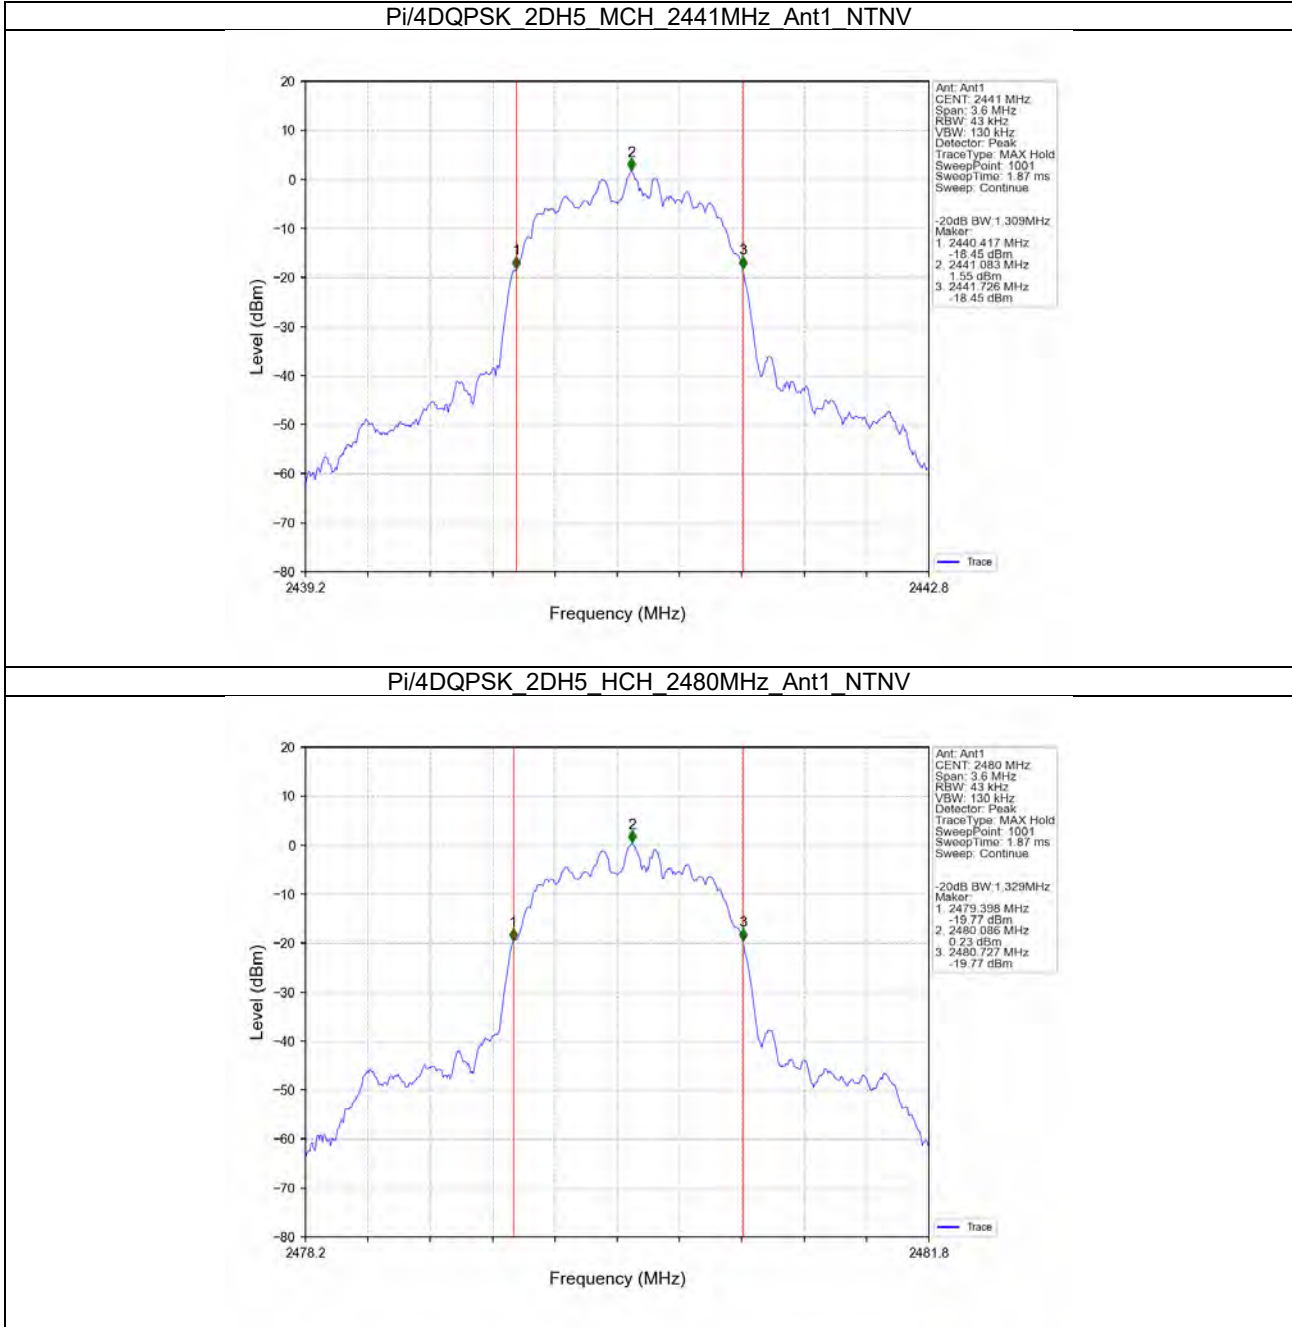 Pi/4DQPSK_2DH5_MCH_2441MHz_Ant1_NTNV
20
10
0
−10
−20
−30
−40
−50
−60
−70
−80
Level (dBm)
1
2
3
2439.2
2442.8
Frequency (MHz)
Ant: Ant1
CENT: 2441 MHz
Span: 3.6 MHz
RBW: 43 kHz
VBW: 130 kHz
Detector: Peak
TraceType: MAX Hold
SweepPoint: 1001
SweepTime: 1.87 ms
Sweep: Continue
-20dB BW:1.309MHz
Maker:
1. 2440.417 MHz
-18.45 dBm
2. 2441.083 MHz
1.55 dBm
3. 2441.726 MHz
-18.45 dBm
Trace
Pi/4DQPSK_2DH5_HCH_2480MHz_Ant1_NTNV
20
10
0
−10
−20
−30
−40
−50
−60
−70
−80
Level (dBm)
1
2
3
2478.2
2481.8
Frequency (MHz)
Ant: Ant1
CENT: 2480 MHz
Span: 3.6 MHz
RBW: 43 kHz
VBW: 130 kHz
Detector: Peak
TraceType: MAX Hold
SweepPoint: 1001
SweepTime: 1.87 ms
Sweep: Continue
-20dB BW:1.329MHz
Maker:
1. 2479.398 MHz
-19.77 dBm
2. 2480.086 MHz
0.23 dBm
3. 2480.727 MHz
-19.77 dBm
Trace